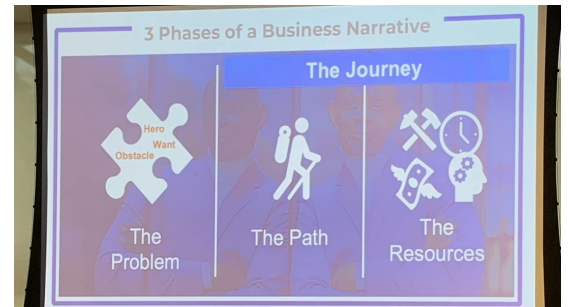 3 Phases of a Business Narrative
The Journey
Hero
Want
Obstacle
The
Problem
The Path
The
Resources